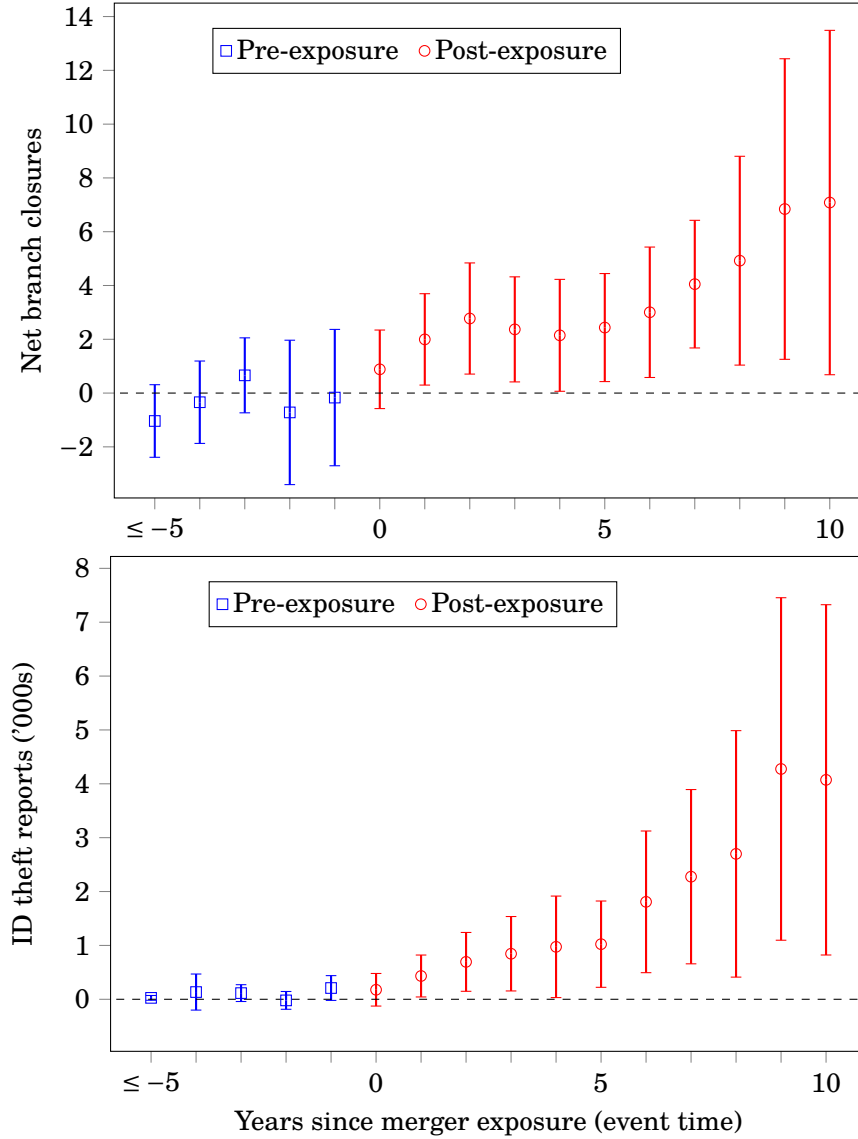 14
Pre-exposure Post-exposure
12
10
8
6
4
2
0
−2
Net branch closures
≤ −5 0 5 10
8
Pre-exposure Post-exposure
7
6
5
4
3
2
1
0
ID theft reports ('000s)
≤ −5 0 5 10
Years since merger exposure (event time)